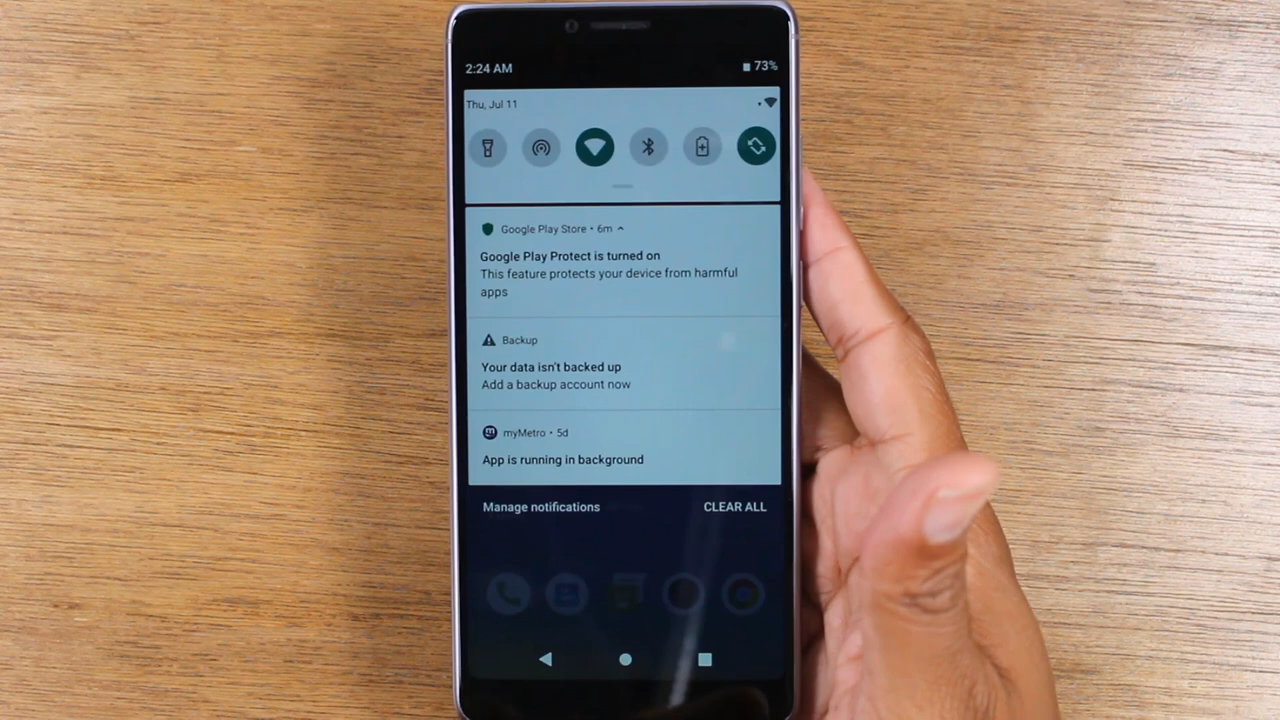 2:24 AM 73%
Thu, Jul 11
Google Play Store • 6m
Google Play Protect is turned on
This feature protects your device from harmful
apps
Backup
Your data isn't backed up
Add a backup account now
myMetro • 5d
App is running in background
Manage notifications CLEAR ALL